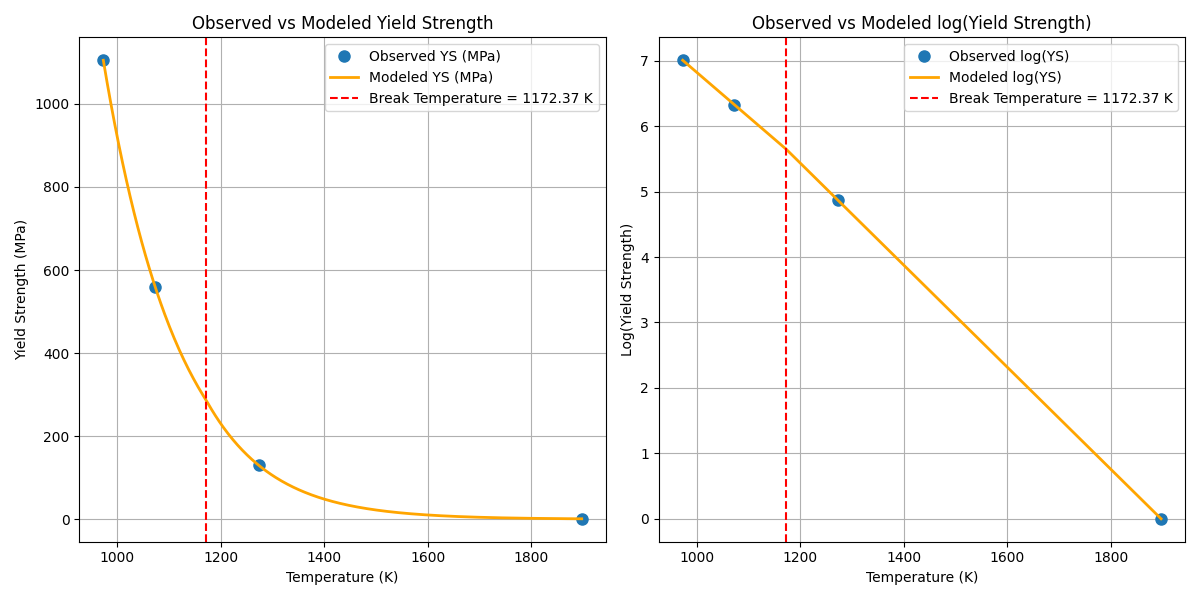 Observed vs Modeled Yield Strength
Observed YS (MPa)
Modeled YS (MPa)
Break Temperature = 1172.37 K
Yield Strength (MPa)
1000
800
600
400
200
0
1000 1200 1400 1600 1800
Temperature (K)
Observed vs Modeled log(Yield Strength)
Observed log(YS)
Modeled log(YS)
Break Temperature = 1172.37 K
Log(Yield Strength)
7
6
5
4
3
2
1
0
1000 1200 1400 1600 1800
Temperature (K)